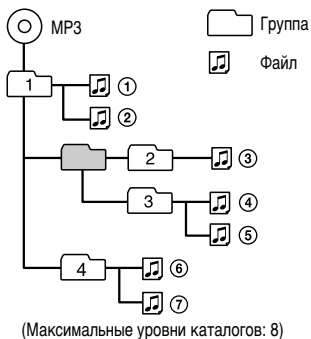 MP3
Группа
Файл
1
①
②
2
③
3
④
⑤
4
⑥
⑦
(Максимальные уровни каталогов: 8)